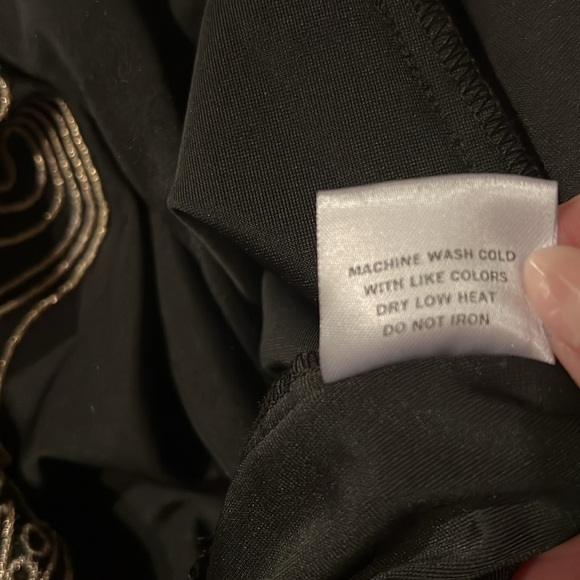 MACHINE WASH COLD
WITH LIKE COLORS
DRY LOW HEAT
DO NOT IRON